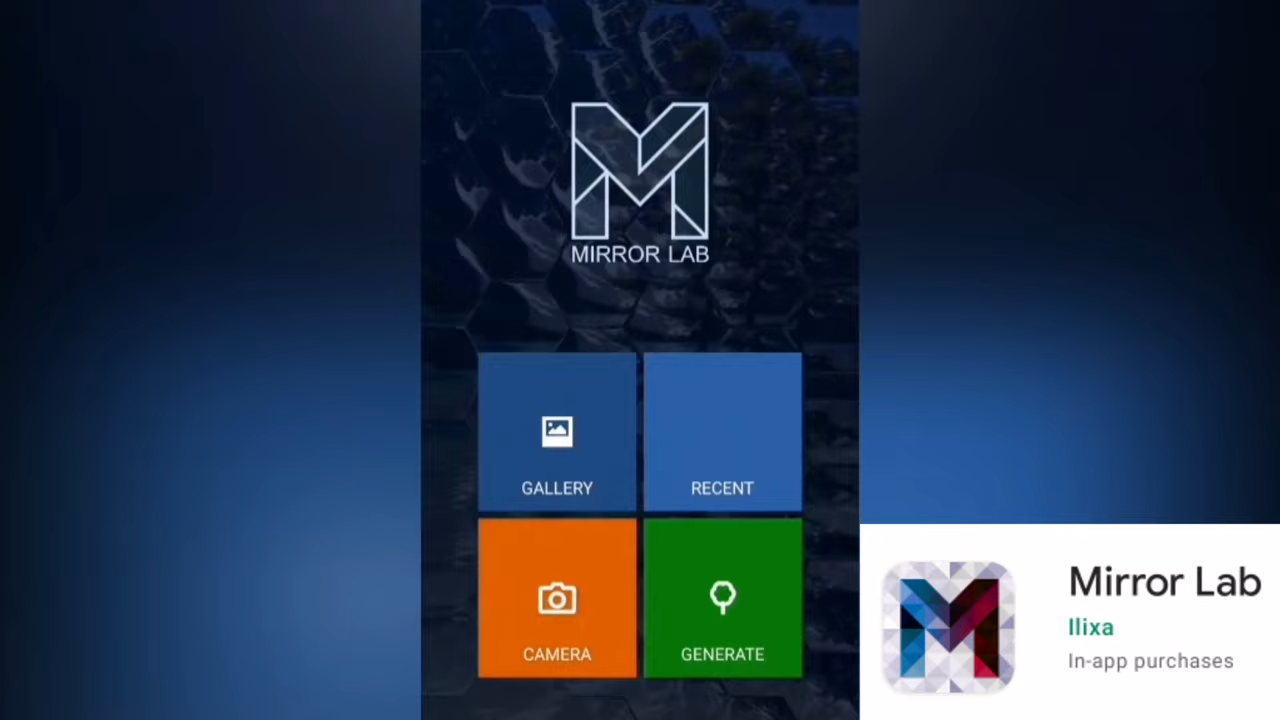 MIRROR LAB
GALLERY
RECENT
CAMERA
GENERATE
Mirror Lab
Ilixa
In-app purchases